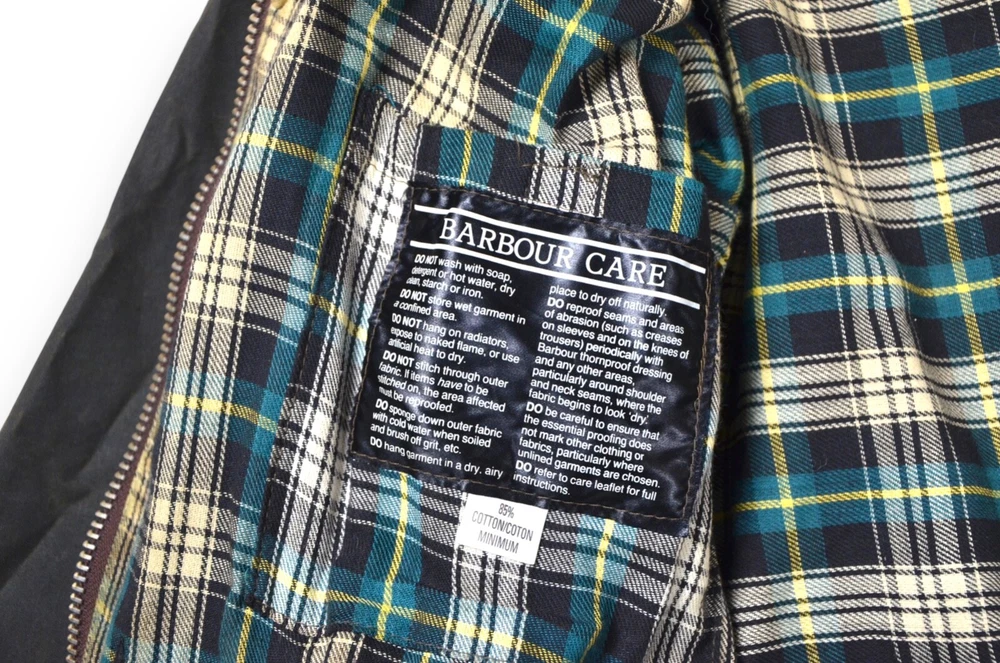 BARBOUR CARE
DO NOT wash with soap,
detergent or hot water, dry
clean, starch or iron.
DO NOT store wet garment in
a confined area.
DO NOT hang on radiators,
expose to naked flame, or use
artificial heat to dry.
DO NOT stitch through outer
fabric. If items have to be
stitched on, the area affected
must be reproofed.
DO sponge down outer fabric
with cold water when soiled
and brush off grit, etc.
DO hang garment in a dry, airy
place to dry off naturally.
DO reproof seams and areas
of abrasion (such as creases
on sleeves and on the knees of
trousers) periodically with
Barbour thornproof dressing
and any other areas,
particularly around shoulder
and neck seams, where the
fabric begins to look 'dry'.
DO be careful to ensure that
the essential proofing does
not mark other clothing or
fabrics, particularly where
unlined garments are chosen.
DO refer to care leaflet for full
instructions.
85%
COTTON/COTON
MINIMUM